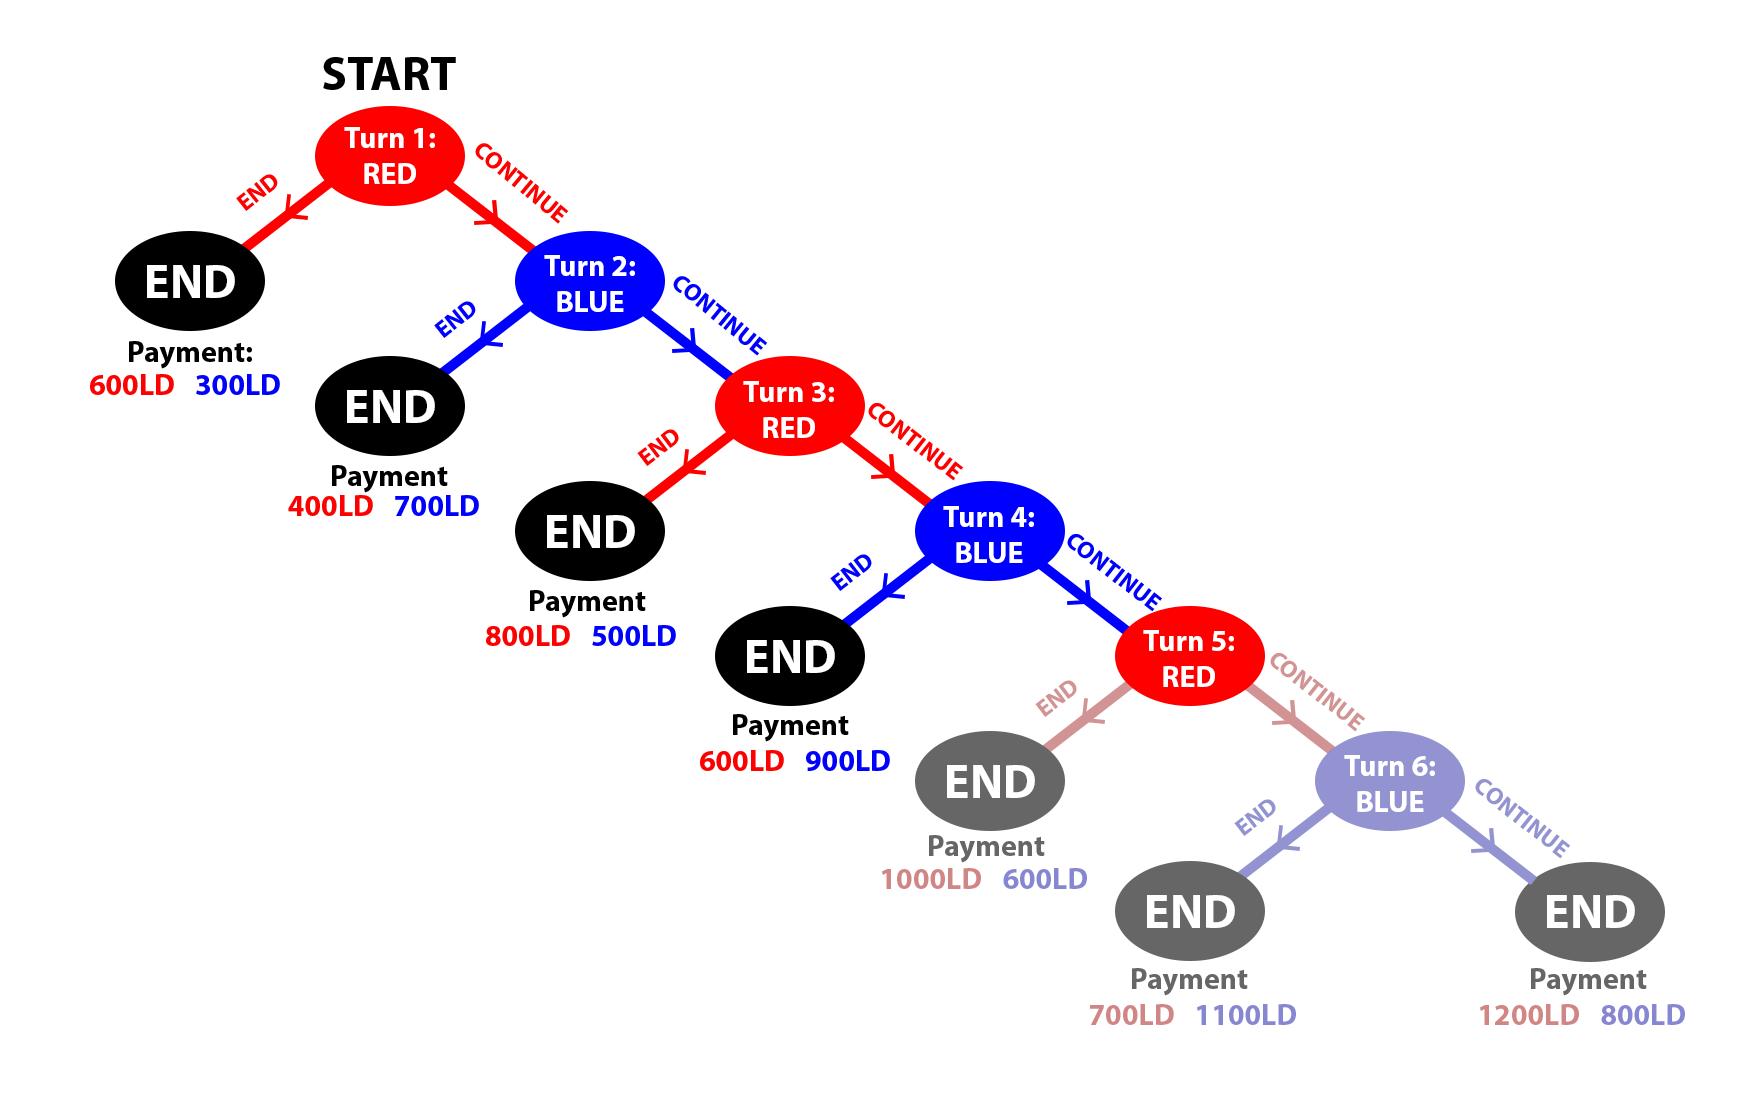 START
Turn 1:
RED
END
CONTINUE
END
Payment:
600LD 300LD
Turn 2:
BLUE
END
CONTINUE
END
Payment
400LD 700LD
Turn 3:
RED
END
CONTINUE
END
Payment
800LD 500LD
Turn 4:
BLUE
END
CONTINUE
END
Payment
600LD 900LD
Turn 5:
RED
END
CONTINUE
END
Payment
1000LD 600LD
Turn 6:
BLUE
END
CONTINUE
END
Payment
700LD 1100LD
END
Payment
1200LD 800LD